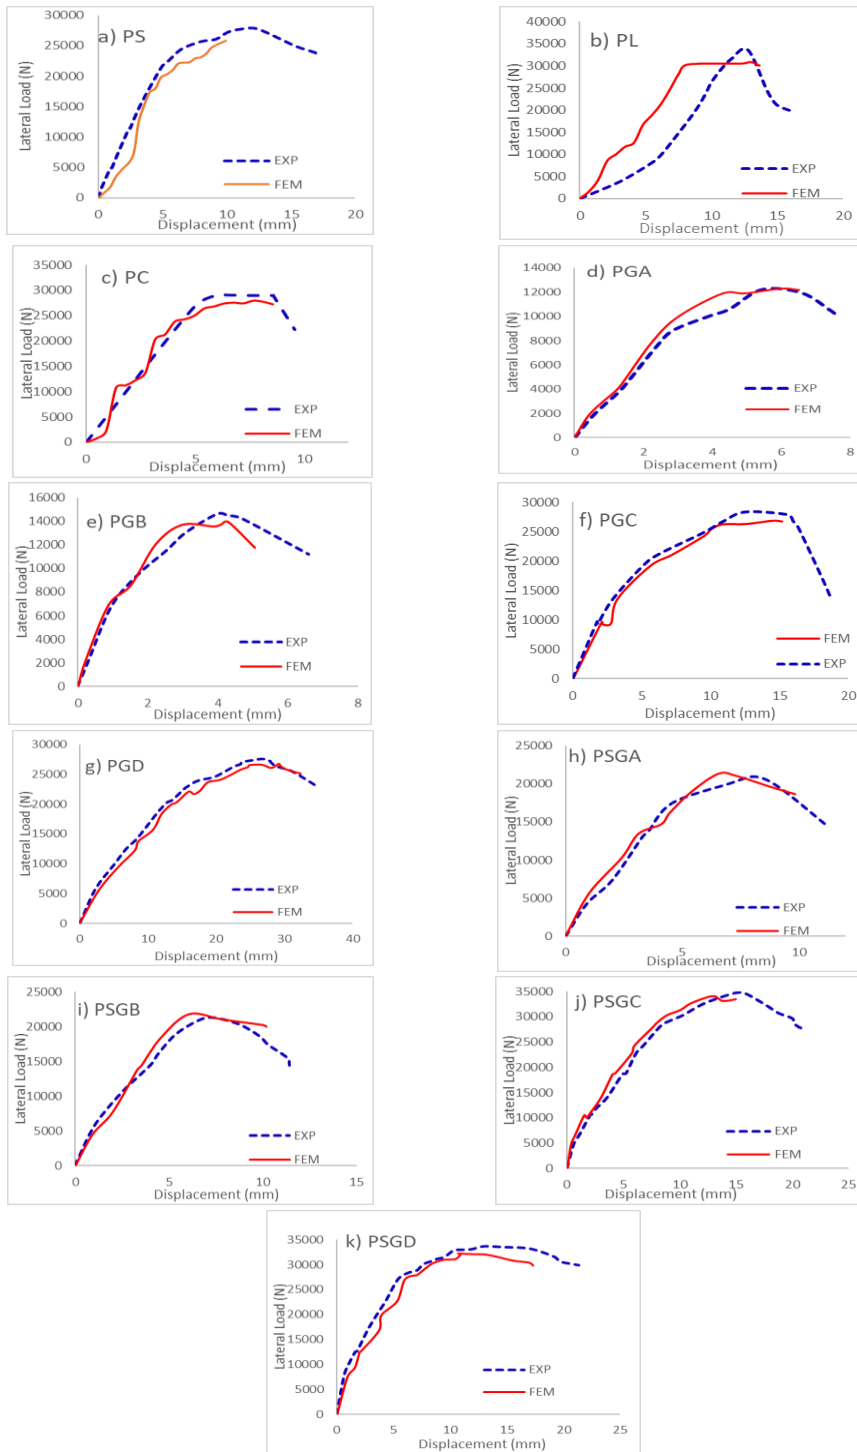 a) PS
Lateral Load (N)
30000
25000
20000
15000
10000
5000
0
EXP
FEM
0 5 10 15 20
Displacement (mm)
b) PL
Lateral Load (N)
40000
35000
30000
25000
20000
15000
10000
5000
0
EXP
FEM
0 5 10 15 20
Displacement (mm)
c) PC
Lateral Load (N)
35000
30000
25000
20000
15000
10000
5000
0
EXP
FEM
0 5 10
Displacement (mm)
d) PGA
Lateral Load (N)
14000
12000
10000
8000
6000
4000
2000
0
EXP
FEM
0 2 4 6 8
Displacement (mm)
e) PGB
Lateral Load (N)
16000
14000
12000
10000
8000
6000
4000
2000
0
EXP
FEM
0 2 4 6 8
Displacement (mm)
f) PGC
Lateral Load (N)
30000
25000
20000
15000
10000
5000
0
FEM
EXP
0 5 10 15 20
Displacement (mm)
g) PGD
Lateral Load (N)
30000
25000
20000
15000
10000
5000
0
EXP
FEM
0 10 20 30 40
Displacement (mm)
h) PSGA
Lateral Load (N)
25000
20000
15000
10000
5000
0
EXP
FEM
0 5 10
Displacement (mm)
i) PSGB
Lateral Load (N)
25000
20000
15000
10000
5000
0
EXP
FEM
0 5 10 15
Displacement (mm)
j) PSGC
Lateral Load (N)
35000
30000
25000
20000
15000
10000
5000
0
EXP
FEM
0 5 10 15 20 25
Displacement (mm)
k) PSGD
Lateral Load (N)
35000
30000
25000
20000
15000
10000
5000
0
EXP
FEM
0 5 10 15 20 25
Displacement (mm)